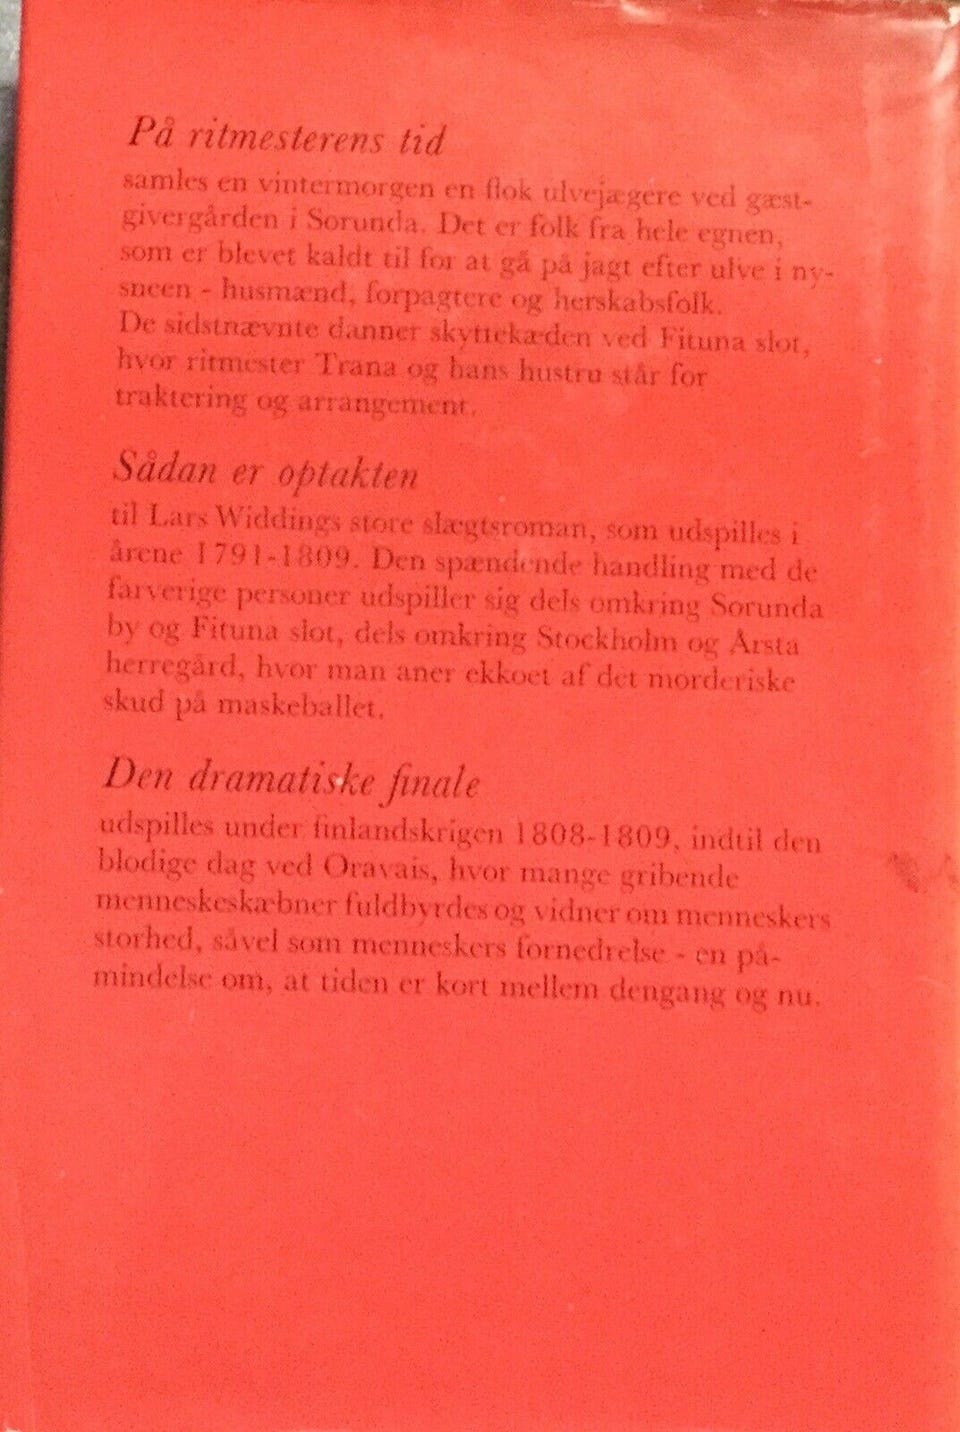 På ritmesterens tid
samles en vintermorgen en flok ulvejægere ved gæst-
givergården i Sorunda. Det er folk fra hele egnen,
som er blevet kaldt til for at gå på jagt efter ulve i ny-
sneen - husmænd, forpagtere og herskabsfolk.
De sidstnævnte danner skyttekæden ved Fituna slot,
hvor ritmester Trana og hans hustru står for
traktering og arrangement.
Sådan er optakten
til Lars Widdings store slægtsroman, som udspilles i
årene 1791-1809. Den spændende handling med de
farverige personer udspiller sig dels omkring Sorunda
by og Fituna slot, dels omkring Stockholm og Årsta
herregård, hvor man aner ekkoet af det morderiske
skud på maskeballet.
Den dramatiske finale
udspilles under finlandskrigen 1808-1809, indtil den
blodige dag ved Oravais, hvor mange gribende
menneskeskæbner fuldbyrdes og vidner om menneskers
storhed, såvel som menneskers fornedrelse - en på-
mindelse om, at tiden er kort mellem dengang og nu.